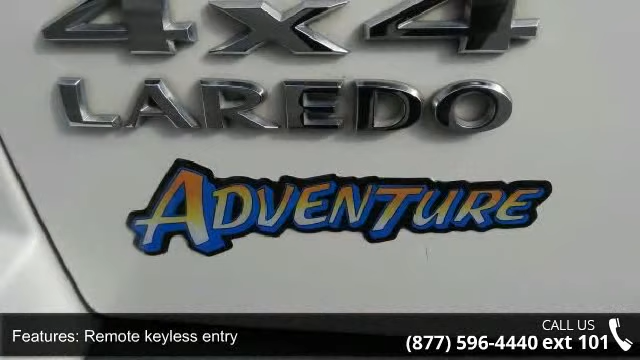 4x4
LAREDO
ADVENTURE
Features: Remote keyless entry
CALL US
(877) 596-4440 ext 101